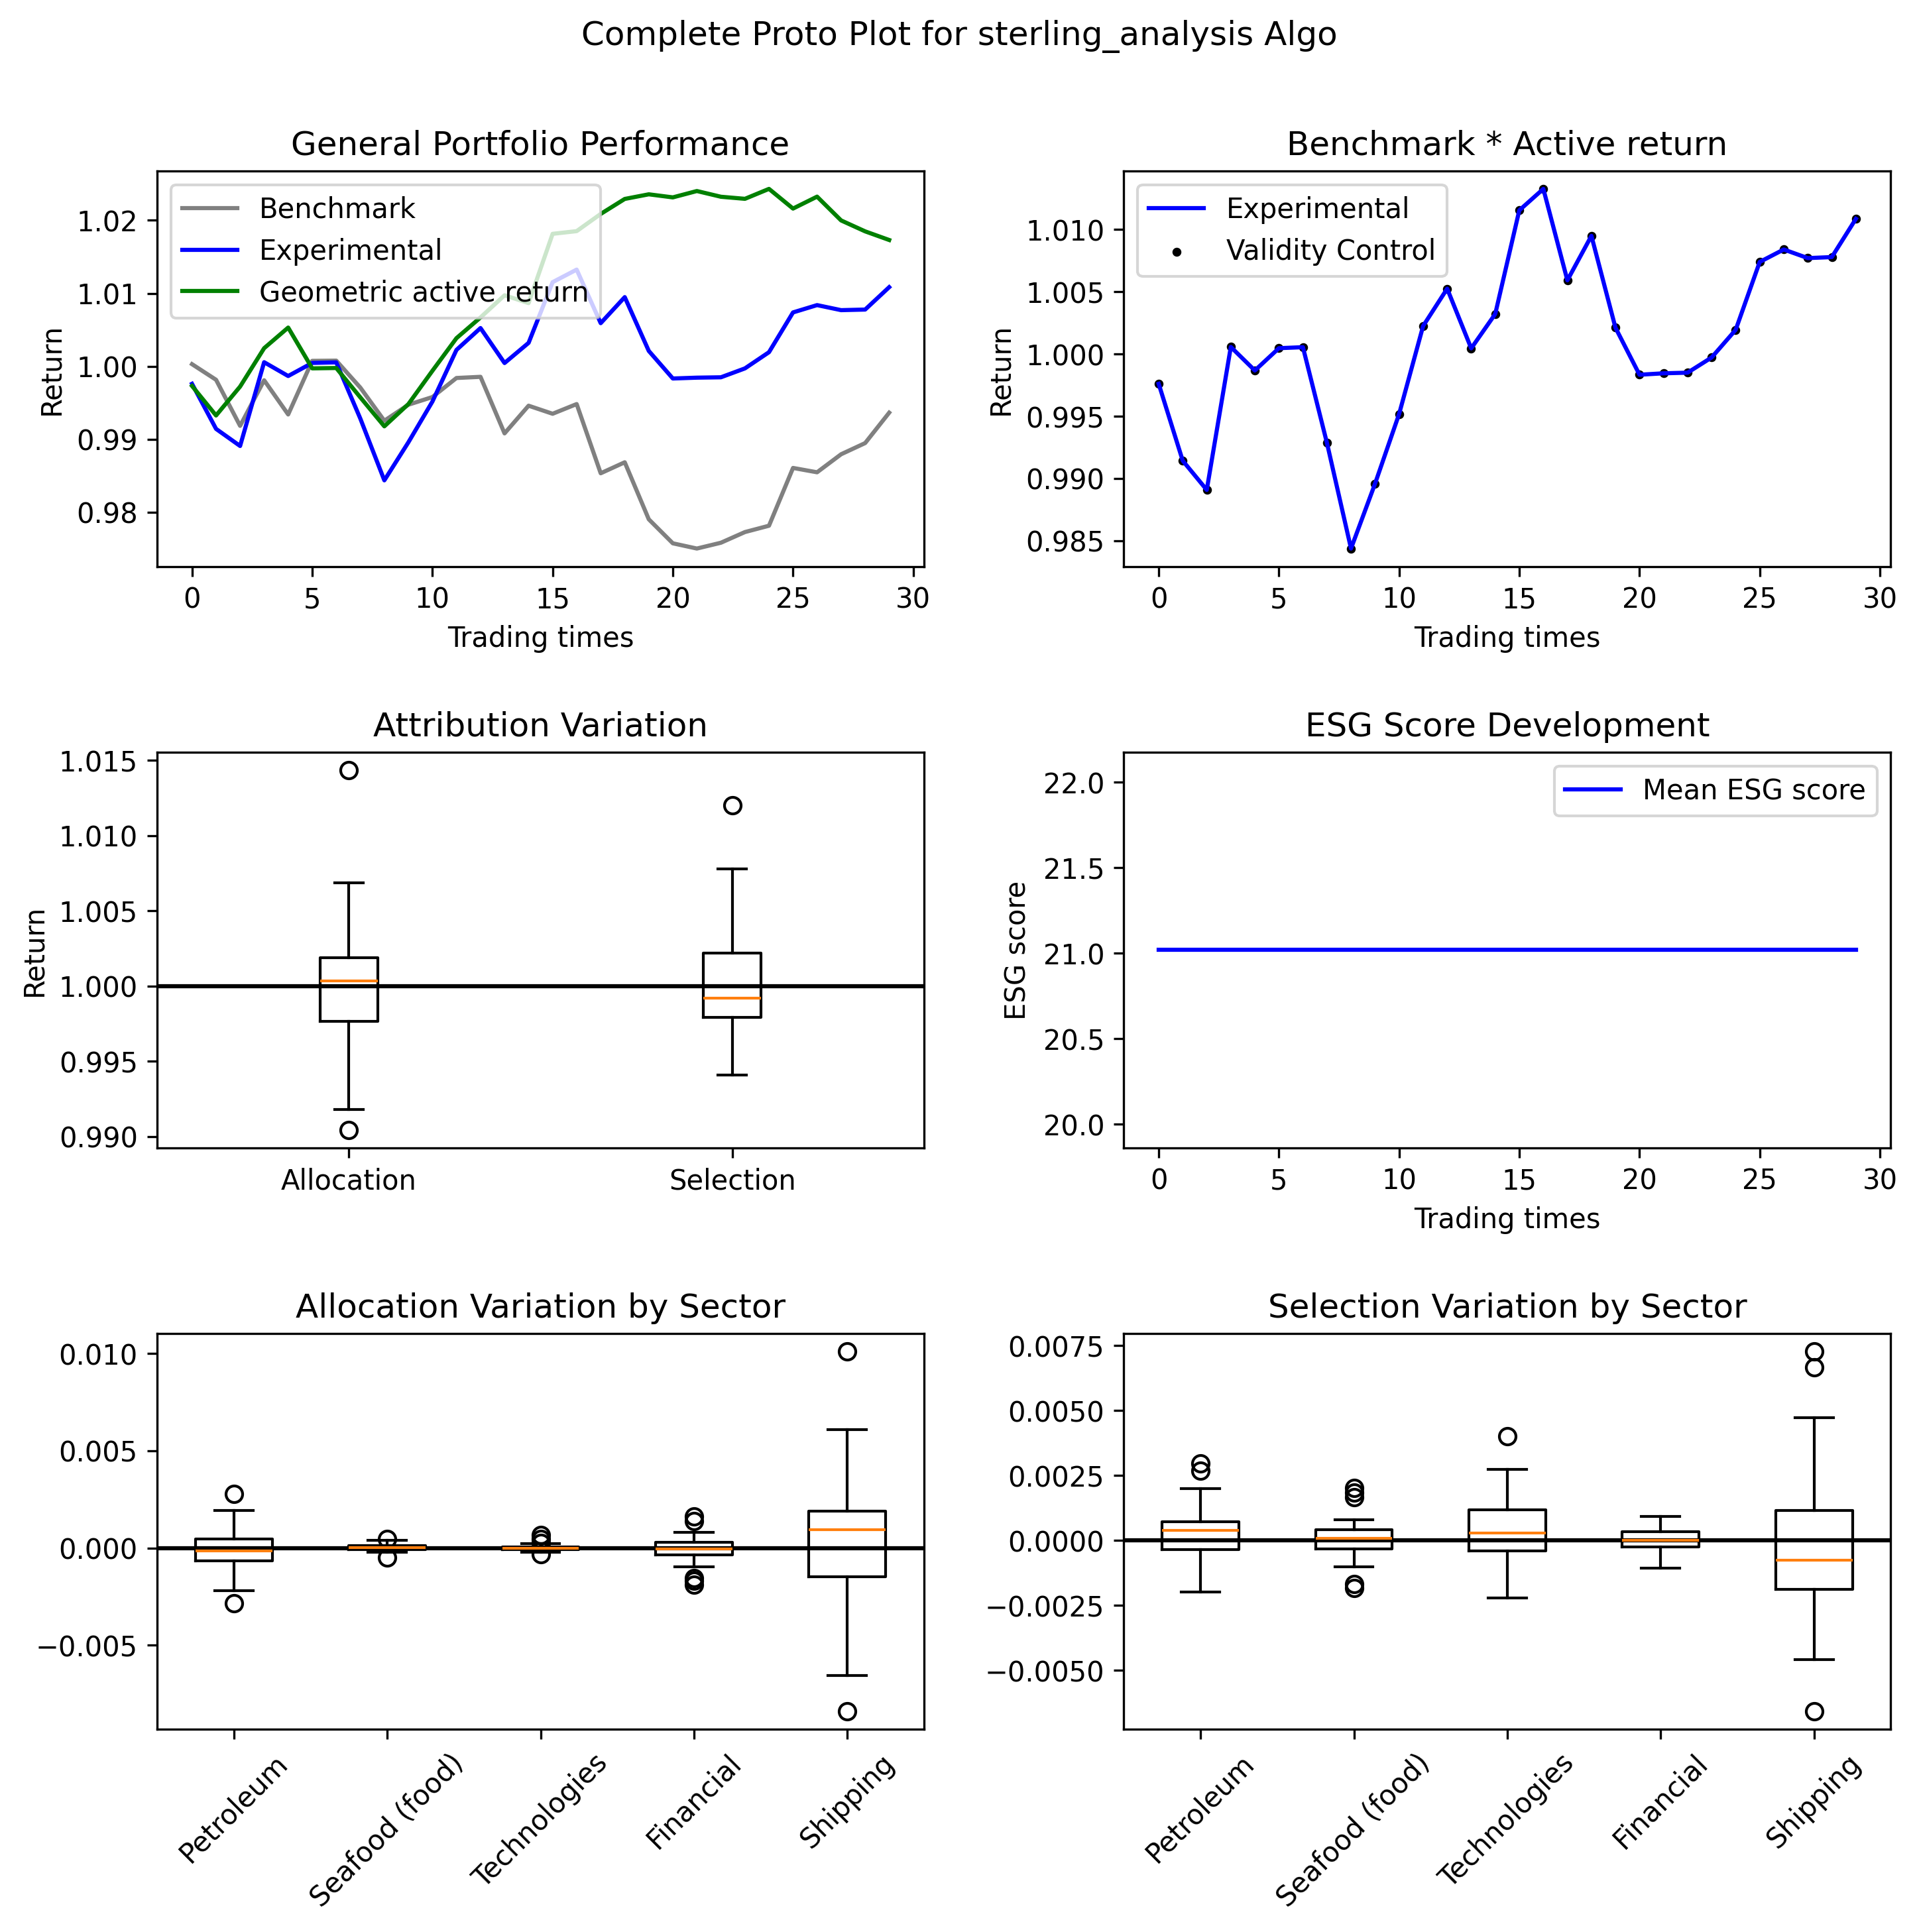 Complete Proto Plot for sterling_analysis Algo
General Portfolio Performance
Benchmark
Experimental
Geometric active return
1.02
1.01
1.00
0.99
0.98
Return
0 5 10 15 20 25 30
Trading times
Benchmark * Active return
Experimental
Validity Control
1.010
1.005
1.000
0.995
0.990
0.985
Return
0 5 10 15 20 25 30
Trading times
Attribution Variation
1.015
1.010
1.005
1.000
0.995
0.990
Return
Allocation Selection
ESG Score Development
Mean ESG score
22.0
21.5
21.0
20.5
20.0
ESG score
0 5 10 15 20 25 30
Trading times
Allocation Variation by Sector
0.010
0.005
0.000
−0.005
Petroleum
Seafood (food)
Technologies
Financial
Shipping
Selection Variation by Sector
0.0075
0.0050
0.0025
0.0000
−0.0025
−0.0050
Petroleum
Seafood (food)
Technologies
Financial
Shipping